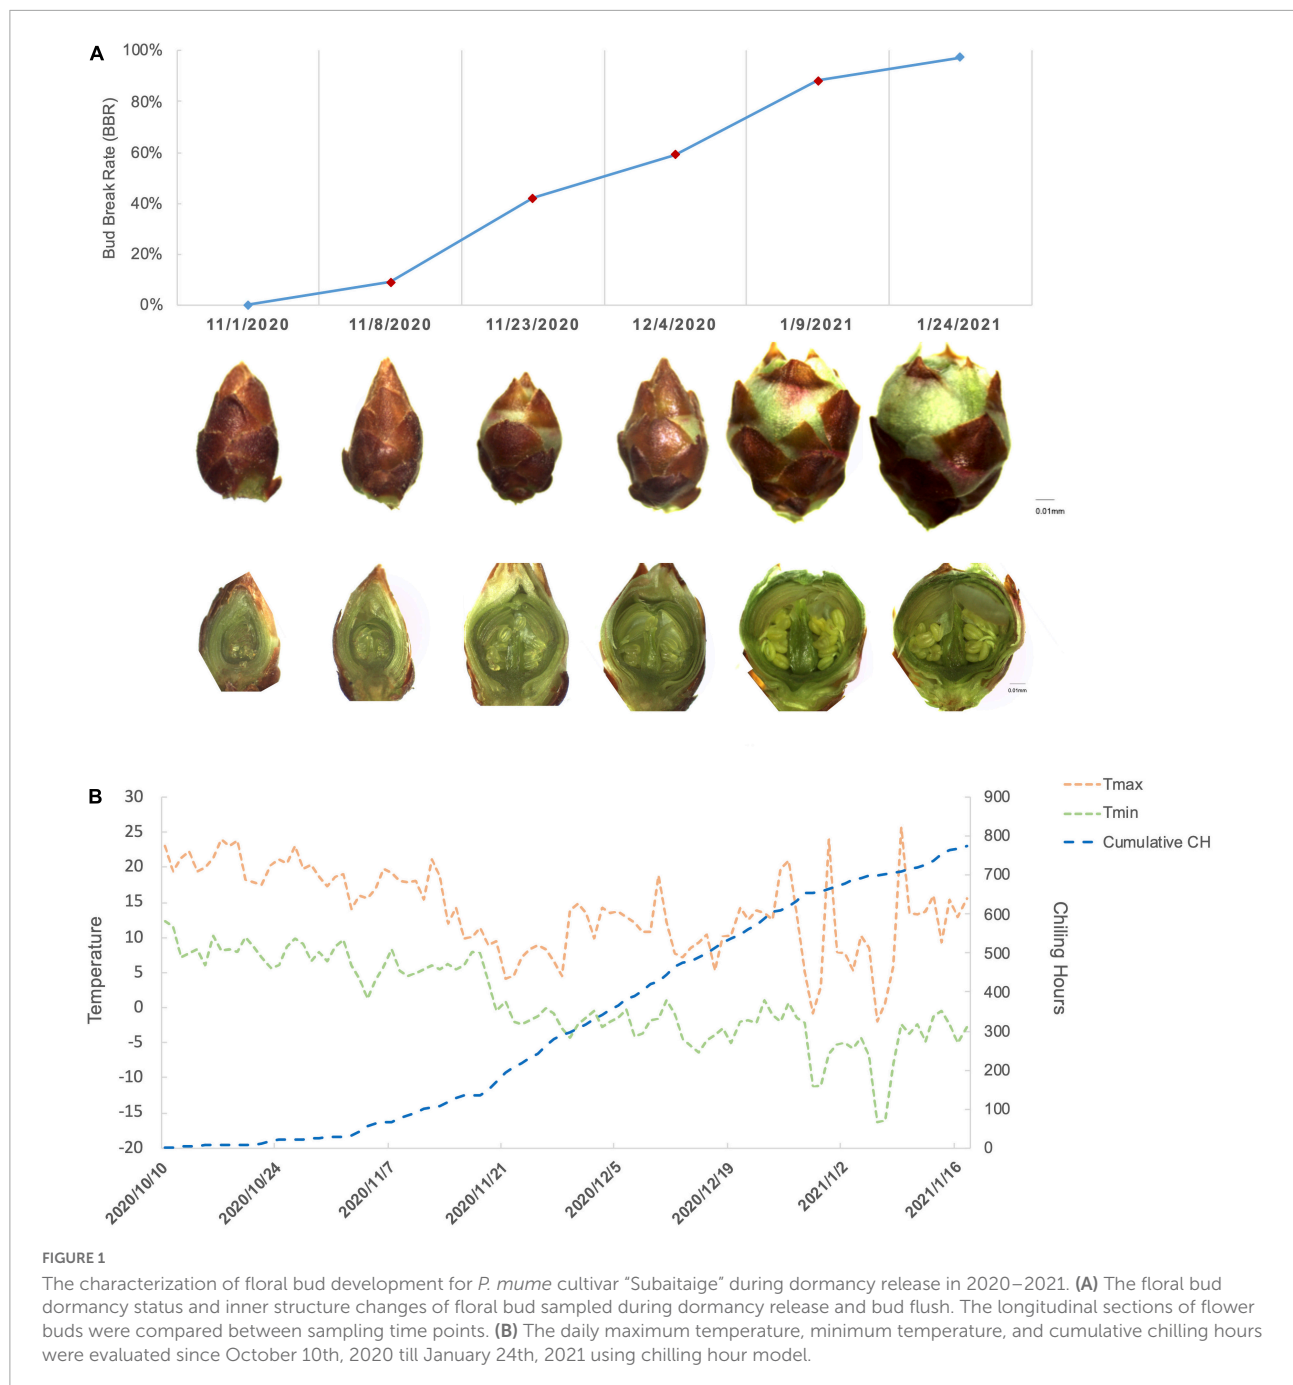 A
100%
80%
60%
40%
20%
0%
Bud Break Rate (BBR)
11/1/2020 11/8/2020 11/23/2020 12/4/2020 1/9/2021 1/24/2021
0.01mm
0.01mm
B
30
25
20
15
10
5
0
-5
-10
-15
-20
Temperature
900
800
700
600
500
400
300
200
100
0
Chiling Hours
Tmax
Tmin
Cumulative CH
2020/10/10 2020/10/24 2020/11/7 2020/11/21 2020/12/5 2020/12/19 2021/1/2 2021/1/16
FIGURE 1
The characterization of floral bud development for P. mume cultivar “Subaitaige” during dormancy release in 2020–2021. (A) The floral bud
dormancy status and inner structure changes of floral bud sampled during dormancy release and bud flush. The longitudinal sections of flower
buds were compared between sampling time points. (B) The daily maximum temperature, minimum temperature, and cumulative chilling hours
were evaluated since October 10th, 2020 till January 24th, 2021 using chilling hour model.